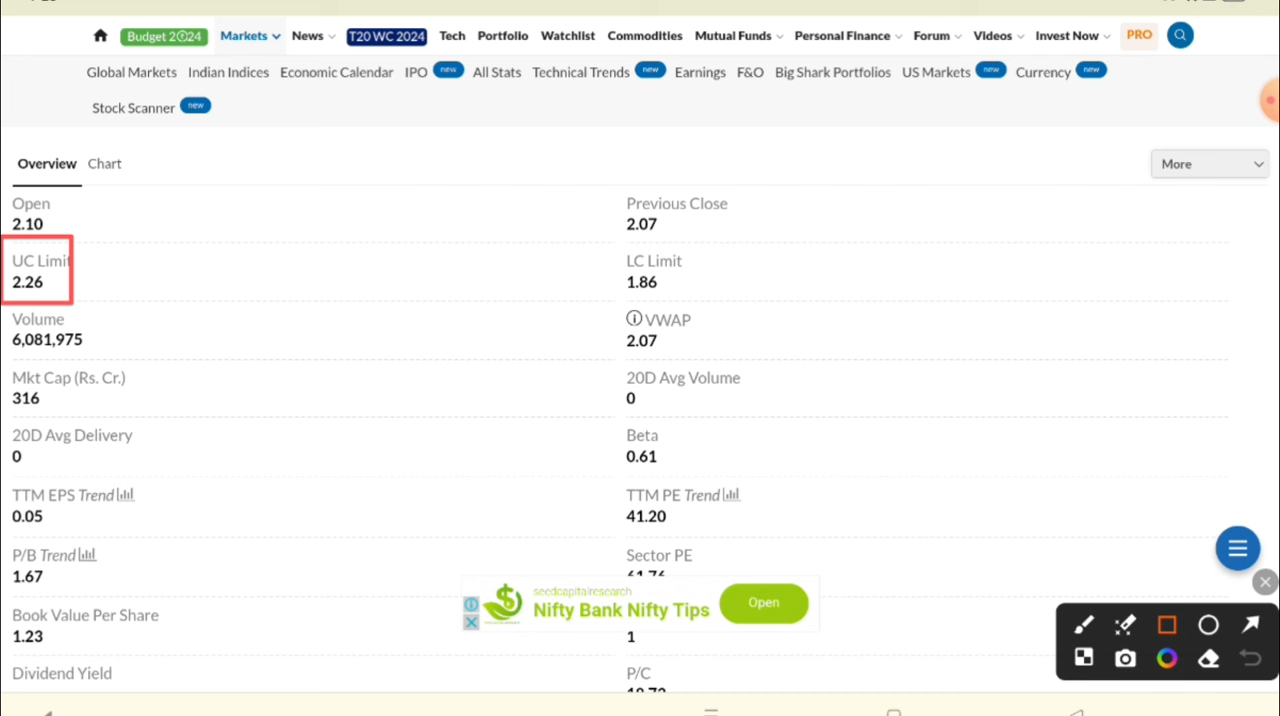 Budget 2024 Markets News T20 WC 2024 Tech Portfolio Watchlist Commodities Mutual Funds Personal Finance Forum Videos Invest Now PRO
Global Markets Indian Indices Economic Calendar IPO new All Stats Technical Trends new Earnings F&O Big Shark Portfolios US Markets new Currency new
Stock Scanner new
Overview Chart More
Open Previous Close
2.10 2.07
UC Limit LC Limit
2.26 1.86
Volume VWAP
6,081,975 2.07
Mkt Cap (Rs. Cr.) 20D Avg Volume
316 0
20D Avg Delivery Beta
0 0.61
TTM EPS Trend TTM PE Trend
0.05 41.20
P/B Trend Sector PE
1.67
seedcapitalresearch
Nifty Bank Nifty Tips Open
Book Value Per Share
1.23 1
Dividend Yield P/C